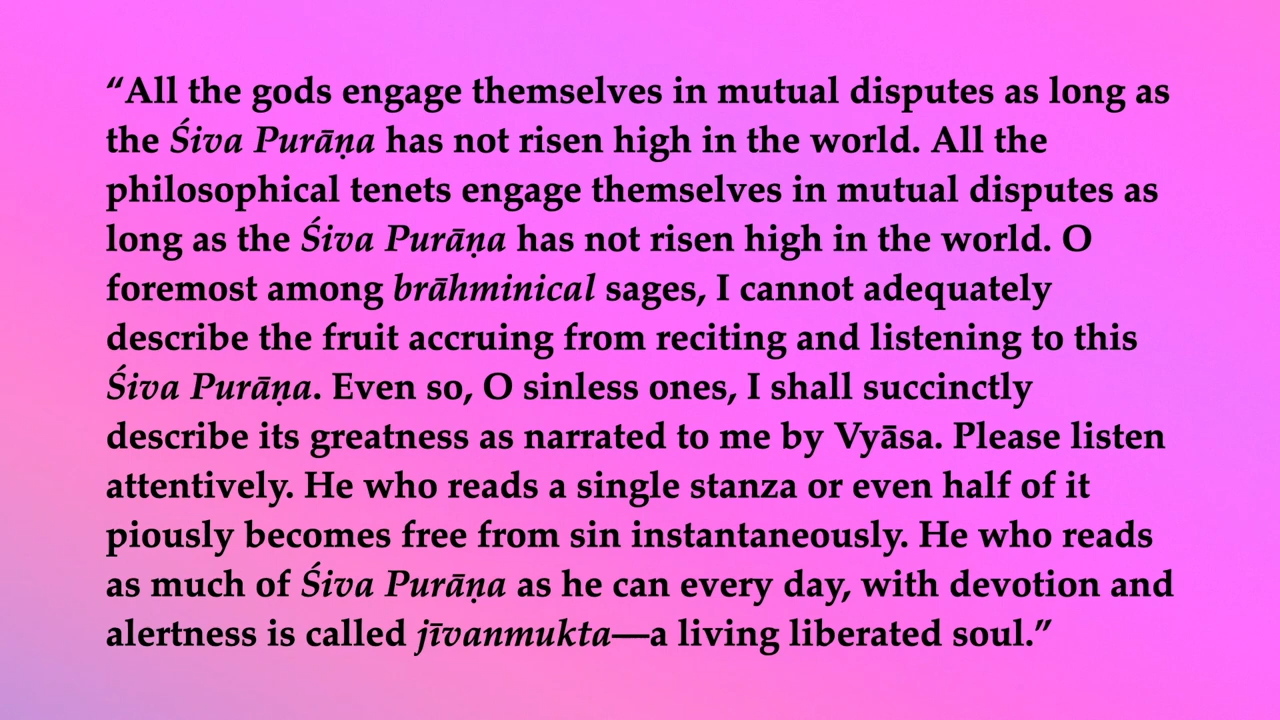 “All the gods engage themselves in mutual disputes as long as
the Śiva Purāṇa has not risen high in the world. All the
philosophical tenets engage themselves in mutual disputes as
long as the Śiva Purāṇa has not risen high in the world. O
foremost among brāhminical sages, I cannot adequately
describe the fruit accruing from reciting and listening to this
Śiva Purāṇa. Even so, O sinless ones, I shall succinctly
describe its greatness as narrated to me by Vyāsa. Please listen
attentively. He who reads a single stanza or even half of it
piously becomes free from sin instantaneously. He who reads
as much of Śiva Purāṇa as he can every day, with devotion and
alertness is called jīvanmukta—a living liberated soul.”